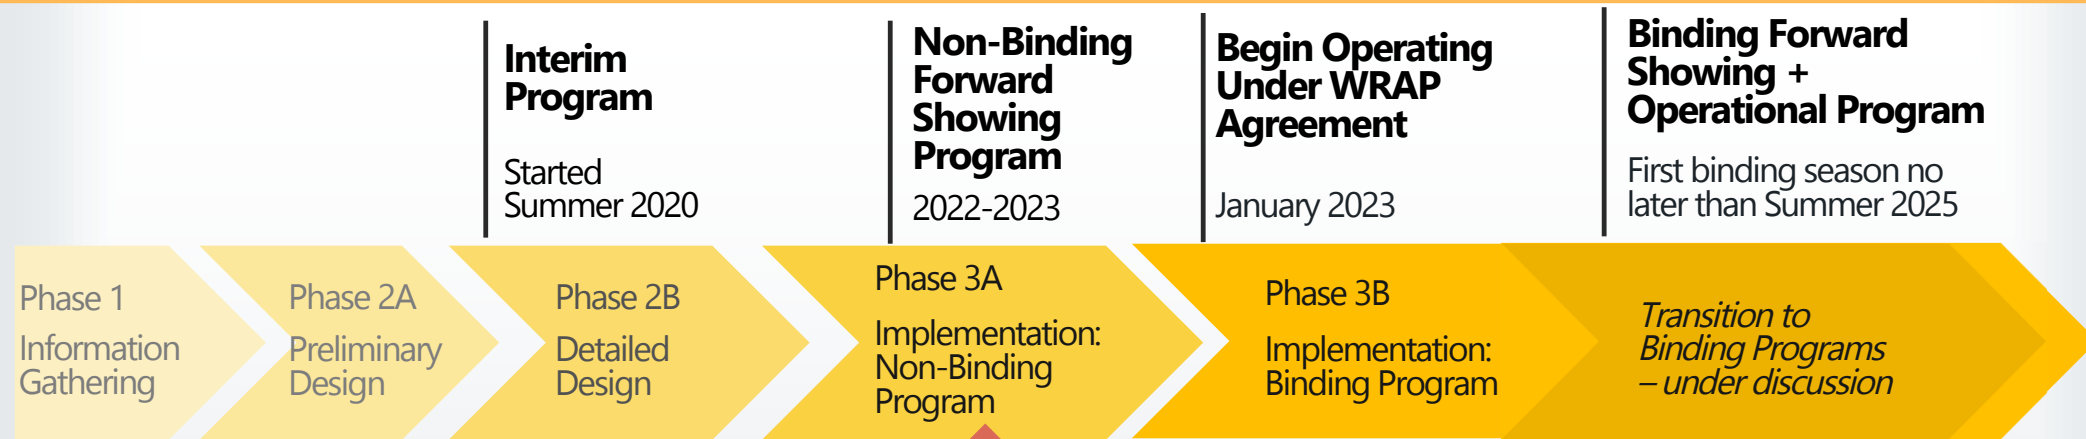 Interim
Program
Started
Summer 2020
Non-Binding
Forward
Showing
Program
2022-2023
Begin Operating
Under WRAP
Agreement
January 2023
Binding Forward
Showing +
Operational Program
First binding season no
later than Summer 2025
Phase 1
Information
Gathering
Phase 2A
Preliminary
Design
Phase 2B
Detailed
Design
Phase 3A
Implementation:
Non-Binding
Program
Phase 3B
Implementation:
Binding Program
Transition to
Binding Programs
– under discussion